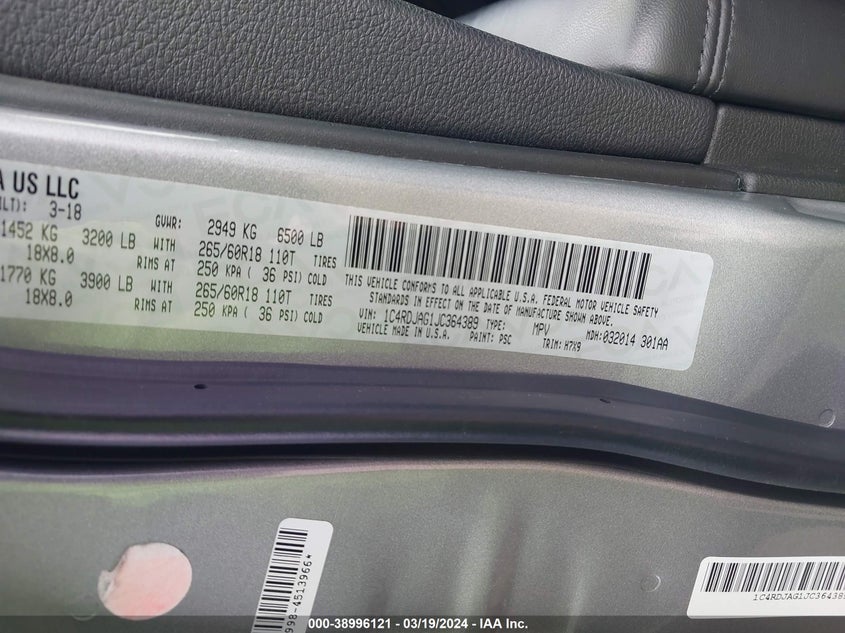 A US LLC
MLT): 3-18
GVWR: 2949 KG 6500 LB
1452 KG 3200 LB WITH 265/60R18 110T TIRES
18X8.0 RIMS AT 250 KPA ( 36 PSI) COLD
1770 KG 3900 LB WITH 265/60R18 110T TIRES
18X8.0 RIMS AT 250 KPA ( 36 PSI) COLD
THIS VEHICLE CONFORMS TO ALL APPLICABLE U.S.A. FEDERAL MOTOR VEHICLE SAFETY
STANDARDS IN EFFECT ON THE DATE OF MANUFACTURE SHOWN ABOVE.
VIN: 1C4RDJAG1JC364389 TYPE: MPV MDH: 032014 301AA
VEHICLE MADE IN U.S.A. PAINT: PSC TRIM: H7X9
998-4513966*
1C4RDJAG1JC364389
000-38996121 - 03/19/2024 - IAA Inc.